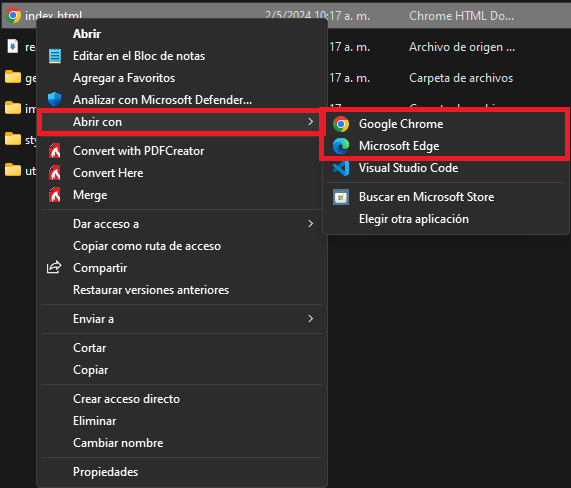 index.html 2/5/2024 10:17 a. m. Chrome HTML Do...
Abrir
re 17 a. m. Archivo de origen ...
Editar en el Bloc de notas
ge 17 a. m. Carpeta de archivos
Agregar a Favoritos
Analizar con Microsoft Defender...
im 17 a. m. Carpeta de archivos
Abrir con
Google Chrome
sty
Microsoft Edge
Convert with PDFCreator
ut
Visual Studio Code
Convert Here
Merge
Buscar en Microsoft Store
Elegir otra aplicación
Dar acceso a
Copiar como ruta de acceso
Compartir
Restaurar versiones anteriores
Enviar a
Cortar
Copiar
Crear acceso directo
Eliminar
Cambiar nombre
Propiedades